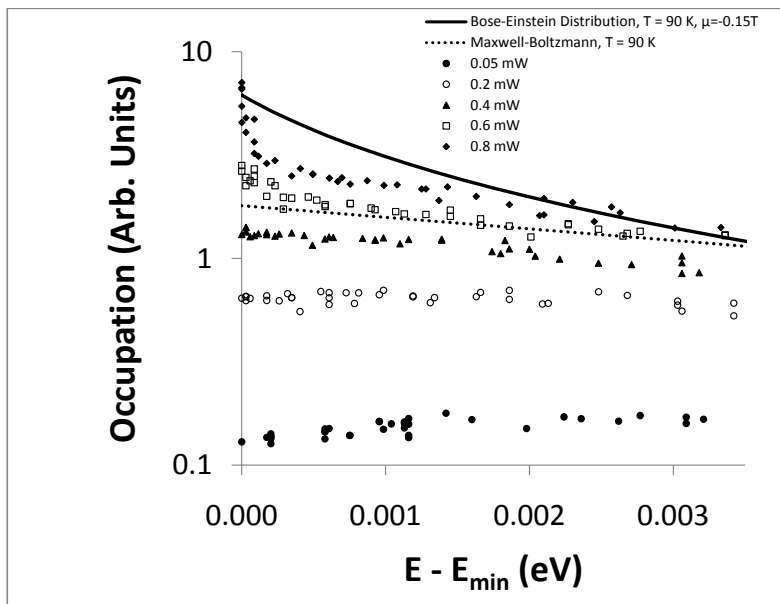 Bose-Einstein Distribution, T = 90 K, μ=-0.15T
Maxwell-Boltzmann, T = 90 K
0.05 mW
0.2 mW
0.4 mW
0.6 mW
0.8 mW
Occupation (Arb. Units)
10
1
0.1
0.000
0.001
0.002
0.003
E - Emin (eV)